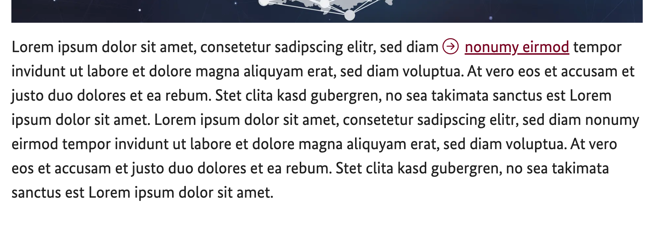 Lorem ipsum dolor sit amet, consetetur sadipscing elitr, sed diam nonumy eirmod tempor
invidunt ut labore et dolore magna aliquyam erat, sed diam voluptua. At vero eos et accusam et
justo duo dolores et ea rebum. Stet clita kasd gubergren, no sea takimata sanctus est Lorem
ipsum dolor sit amet. Lorem ipsum dolor sit amet, consetetur sadipscing elitr, sed diam nonumy
eirmod tempor invidunt ut labore et dolore magna aliquyam erat, sed diam voluptua. At vero
eos et accusam et justo duo dolores et ea rebum. Stet clita kasd gubergren, no sea takimata
sanctus est Lorem ipsum dolor sit amet.